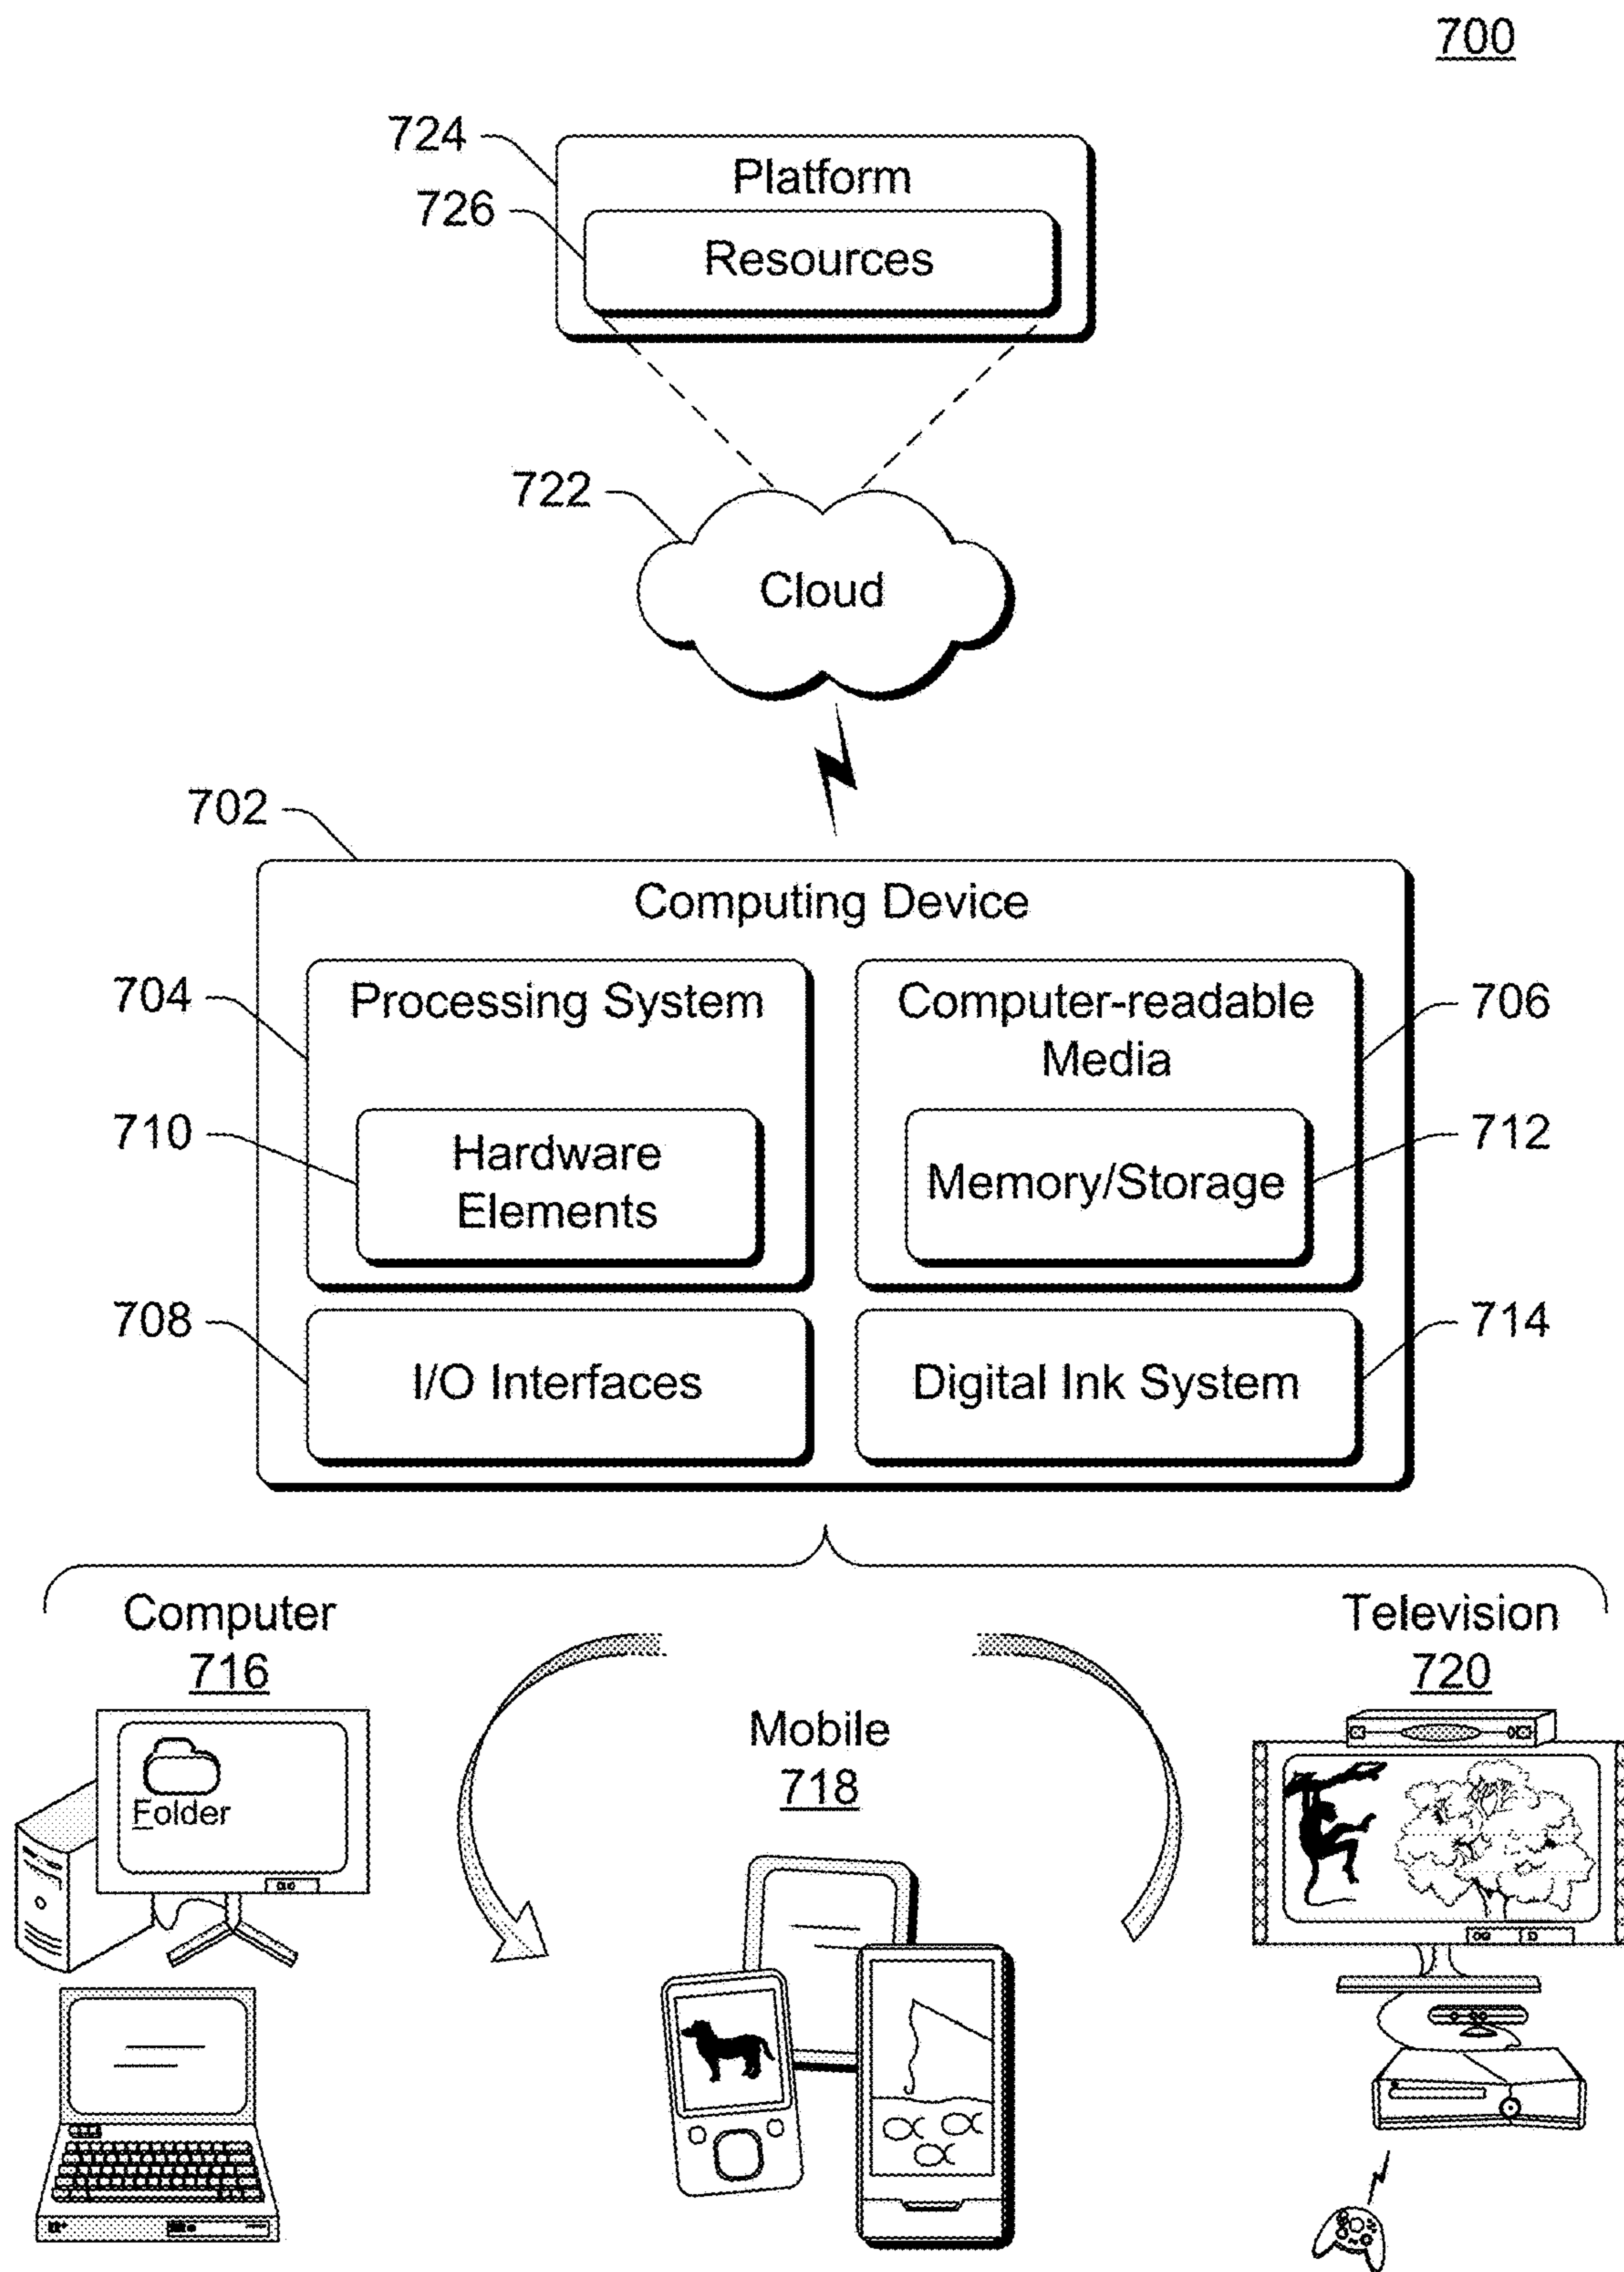 700
724
Platform
726
Resources
722
Cloud
702
Computing Device
704
Processing System
Computer-readable
Media
706
710
Hardware
Elements
Memory/Storage
712
708
I/O Interfaces
Digital Ink System
714
Computer
716
Mobile
718
Television
720
Folder